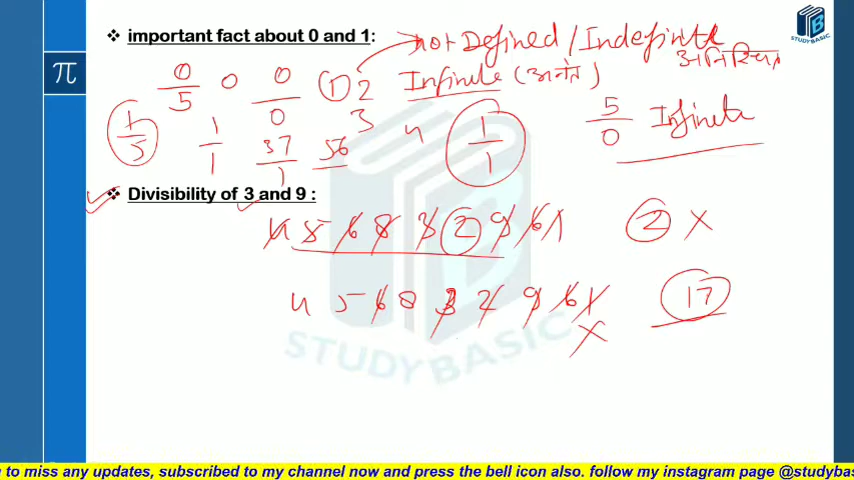 ❖ important fact about 0 and 1:
not Defined / Indefinite
Infinite (अनंत)
π
0/5 0 0/0 1 2
3 4
1/5 1/1 37/1 56 1/1
5/0 Infinite
STUDYBASIC
❖ Divisibility of 3 and 9 :
4 5 6 8 3 2 9 6 1 2 X
4 5 6 8 3 2 9 6 1 17
X
STUDYBASIC
to miss any updates, subscribed to my channel now and press the bell icon also. follow my instagram page @studyba